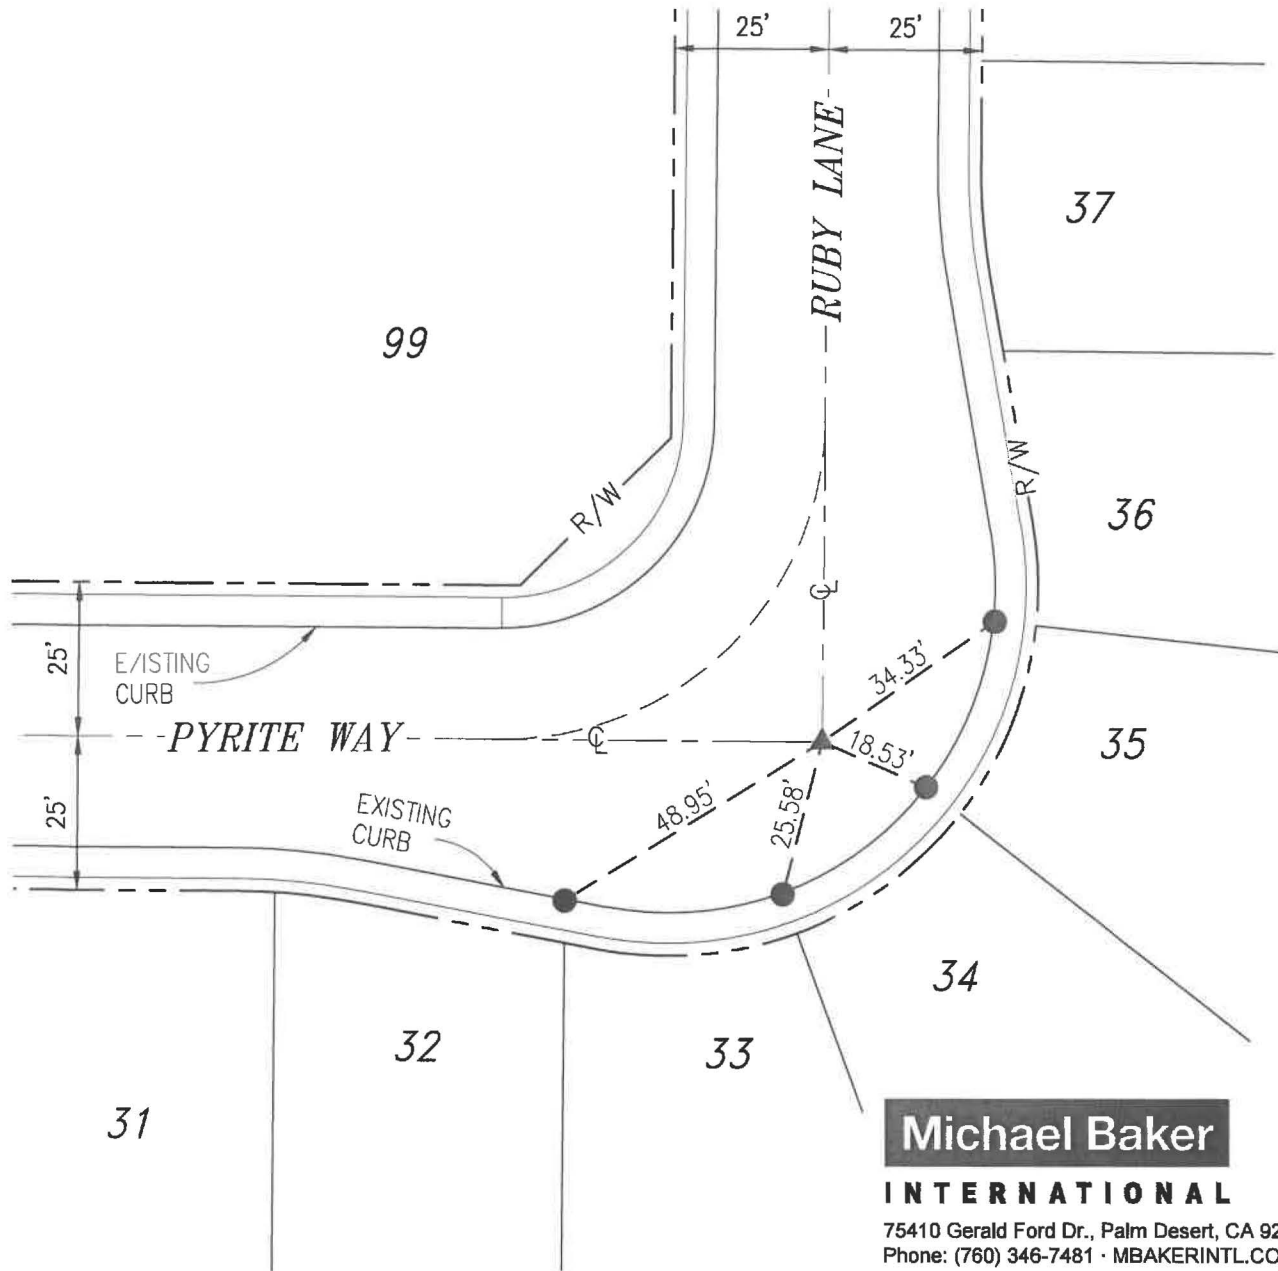 25'
25'
RUBY LANE
37
99
R/W
R/W
36
25'
E/ISTING
CURB
PYRITE WAY
℄
℄
34.33'
18.53'
35
25'
EXISTING
CURB
48.95'
25.58'
34
32
33
31
Michael Baker
INTERNATIONAL
75410 Gerald Ford Dr., Palm Desert, CA 92
Phone: (760) 346-7481 · MBAKERINTL.CO